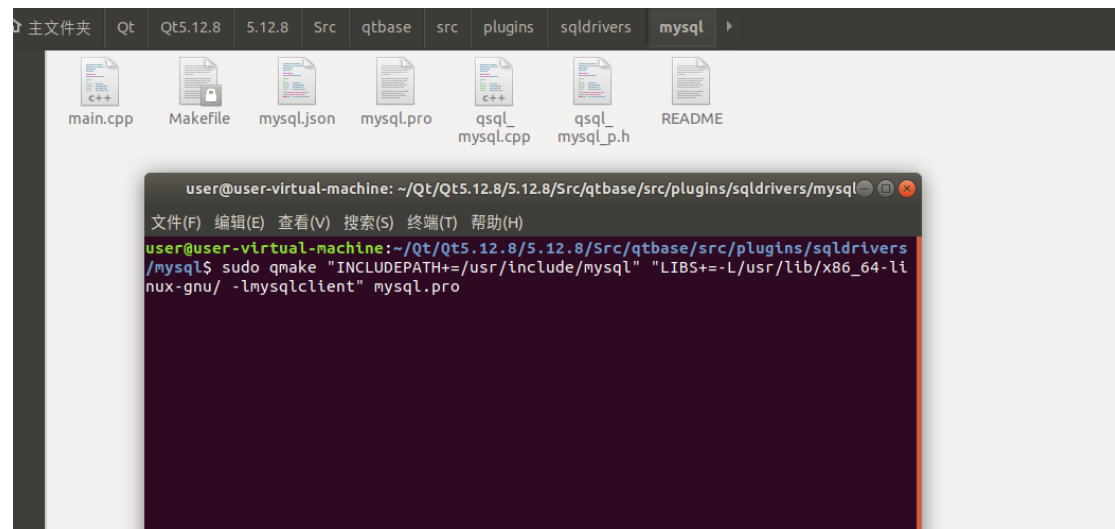 主文件夹 Qt Qt5.12.8 5.12.8 Src qtbase src plugins sqldrivers mysql
main.cpp Makefile mysql.json mysql.pro qsql_mysql.cpp qsql_mysql_p.h README
user@user-virtual-machine: ~/Qt/Qt5.12.8/5.12.8/Src/qtbase/src/plugins/sqldrivers/mysql
文件(F) 编辑(E) 查看(V) 搜索(S) 终端(T) 帮助(H)
user@user-virtual-machine:~/Qt/Qt5.12.8/5.12.8/Src/qtbase/src/plugins/sqldrivers
/mysql$ sudo qmake "INCLUDEPATH+=/usr/include/mysql" "LIBS+=-L/usr/lib/x86_64-li
nux-gnu/ -lmysqlclient" mysql.pro